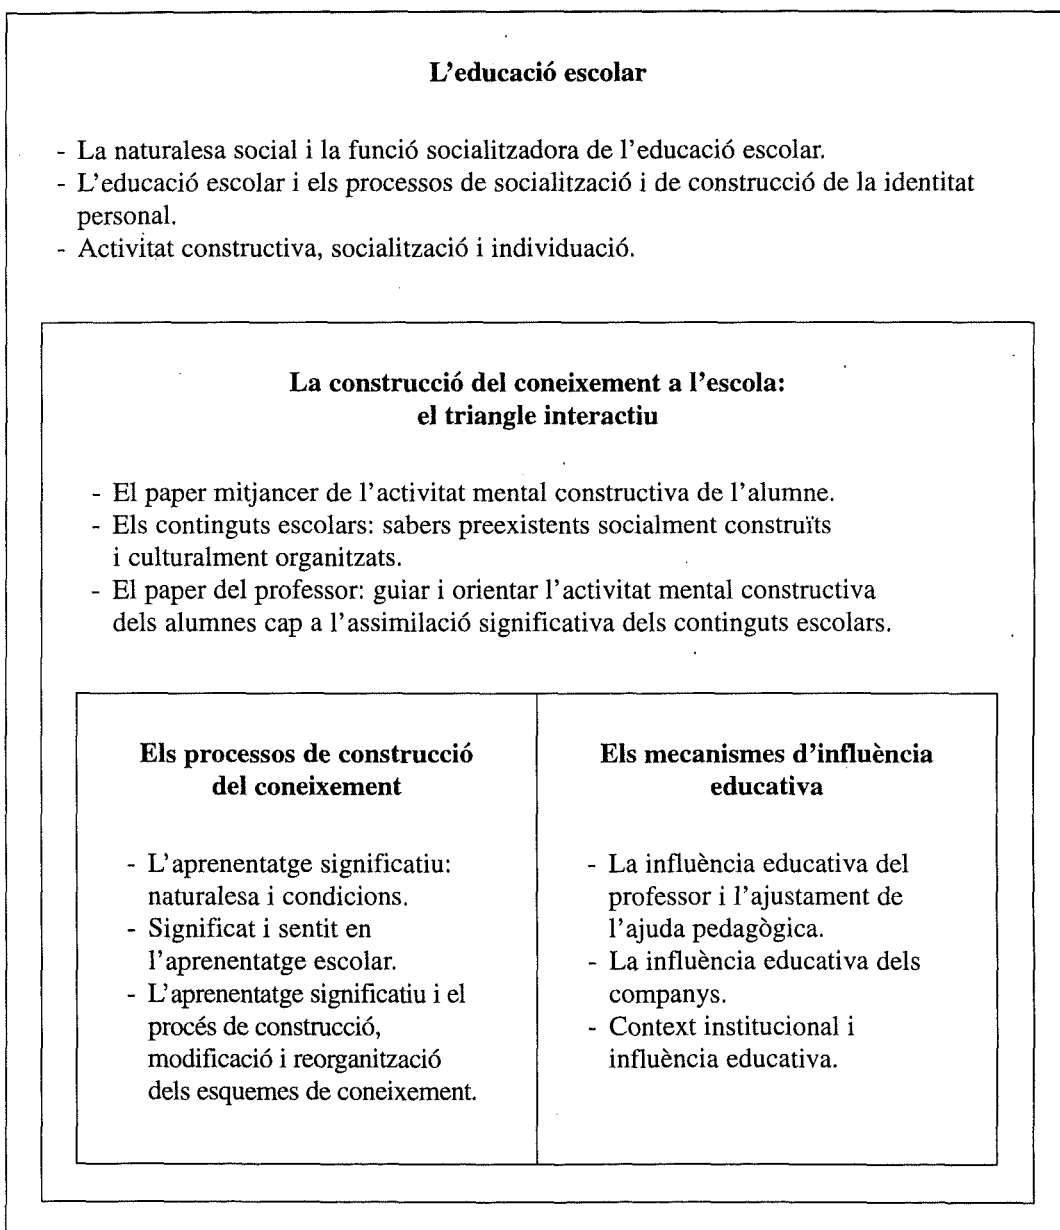 L'educació escolar
- La naturalesa social i la funció socialitzadora de l'educació escolar.
- L'educació escolar i els processos de socialització i de construcció de la identitat
personal.
- Activitat constructiva, socialització i individuació.
La construcció del coneixement a l'escola:
el triangle interactiu
- El paper mitjancer de l'activitat mental constructiva de l'alumne.
- Els continguts escolars: sabers preexistents socialment construïts
i culturalment organitzats.
- El paper del professor: guiar i orientar l'activitat mental constructiva
dels alumnes cap a l'assimilació significativa dels continguts escolars.
Els processos de construcció
del coneixement
- L'aprenentatge significatiu:
naturalesa i condicions.
- Significat i sentit en
l'aprenentatge escolar.
- L'aprenentatge significatiu i el
procés de construcció,
modificació i reorganització
dels esquemes de coneixement.
Els mecanismes d'influència
educativa
- La influència educativa del
professor i l'ajustament de
l'ajuda pedagògica.
- La influència educativa dels
companys.
- Context institucional i
influència educativa.